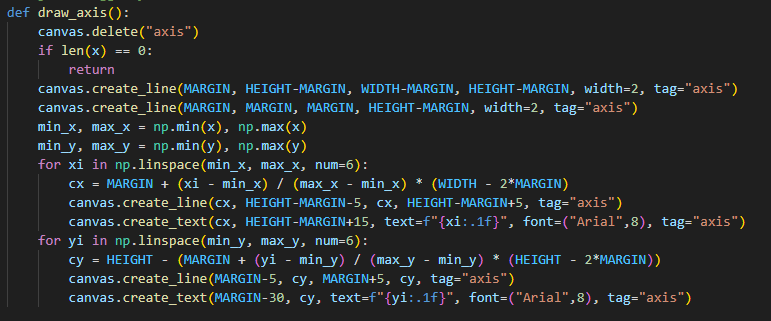 def draw_axis():
    canvas.delete("axis")
    if len(x) == 0:
        return
    canvas.create_line(MARGIN, HEIGHT-MARGIN, WIDTH-MARGIN, HEIGHT-MARGIN, width=2, tag="axis")
    canvas.create_line(MARGIN, MARGIN, MARGIN, HEIGHT-MARGIN, width=2, tag="axis")
    min_x, max_x = np.min(x), np.max(x)
    min_y, max_y = np.min(y), np.max(y)
    for xi in np.linspace(min_x, max_x, num=6):
        cx = MARGIN + (xi - min_x) / (max_x - min_x) * (WIDTH - 2*MARGIN)
        canvas.create_line(cx, HEIGHT-MARGIN-5, cx, HEIGHT-MARGIN+5, tag="axis")
        canvas.create_text(cx, HEIGHT-MARGIN+15, text=f"{xi:.1f}", font=("Arial",8), tag="axis")
    for yi in np.linspace(min_y, max_y, num=6):
        cy = HEIGHT - (MARGIN + (yi - min_y) / (max_y - min_y) * (HEIGHT - 2*MARGIN))
        canvas.create_line(MARGIN-5, cy, MARGIN+5, cy, tag="axis")
        canvas.create_text(MARGIN-30, cy, text=f"{yi:.1f}", font=("Arial",8), tag="axis")